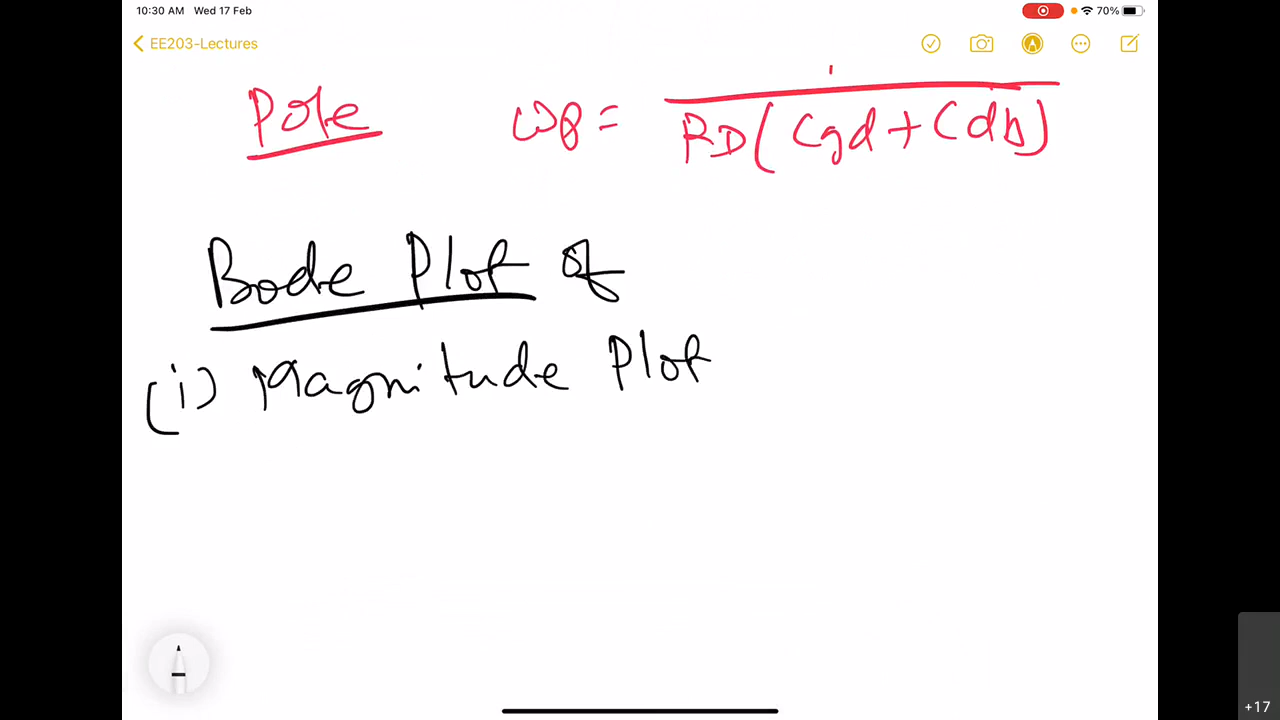 10:30 AM Wed 17 Feb
70%
EE203-Lectures
Pole ωp = 1 / RD(Cgd + Cdb)
Bode Plot of
(i) Magnitude Plot
+17